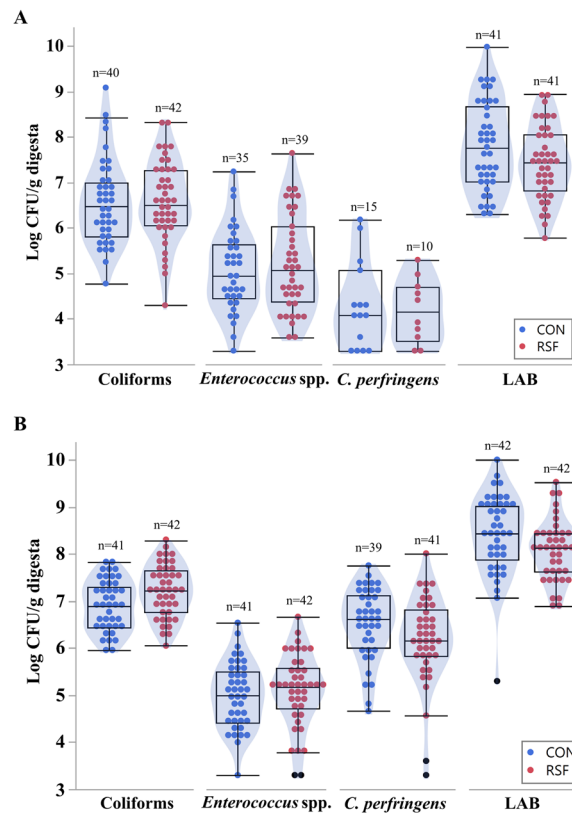 A
Log CFU/g digesta
10
9
8
7
6
5
4
3
n=40
n=42
n=35
n=39
n=15
n=10
n=41
n=41
CON
RSF
Coliforms
Enterococcus spp.
C. perfringens
LAB
B
Log CFU/g digesta
10
9
8
7
6
5
4
3
n=41
n=42
n=41
n=42
n=39
n=41
n=42
n=42
CON
RSF
Coliforms
Enterococcus spp.
C. perfringens
LAB